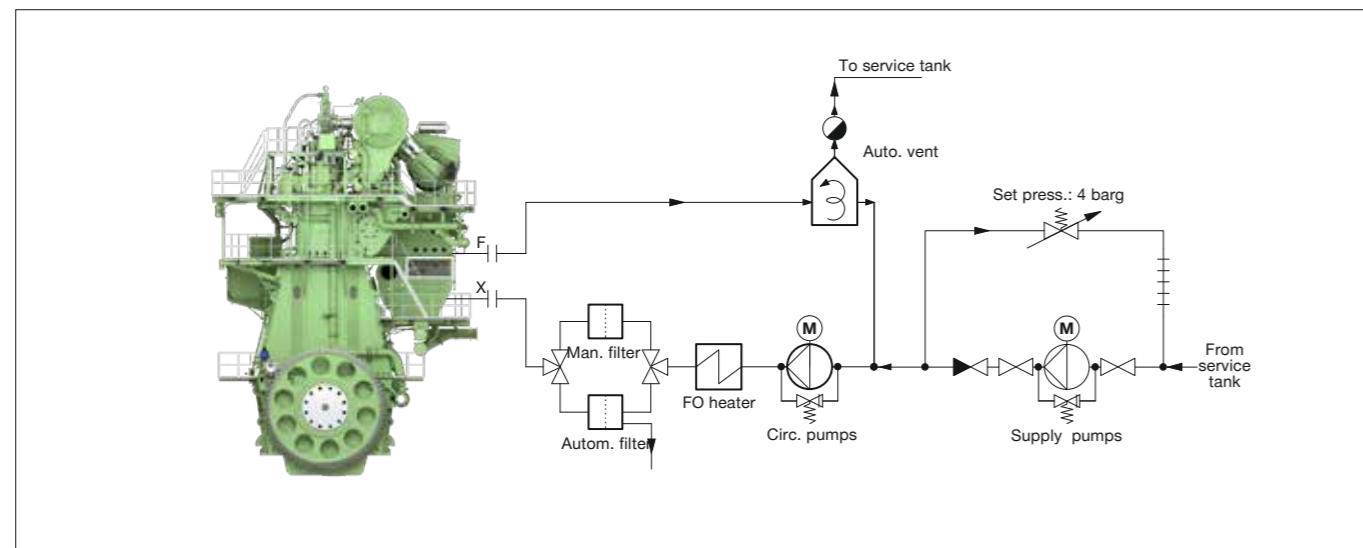 To service tank
Auto. vent
Set press.: 4 barg
F
X
M
M
Man. filter
From
service
tank
FO heater
Autom. filter
Circ. pumps
Supply pumps